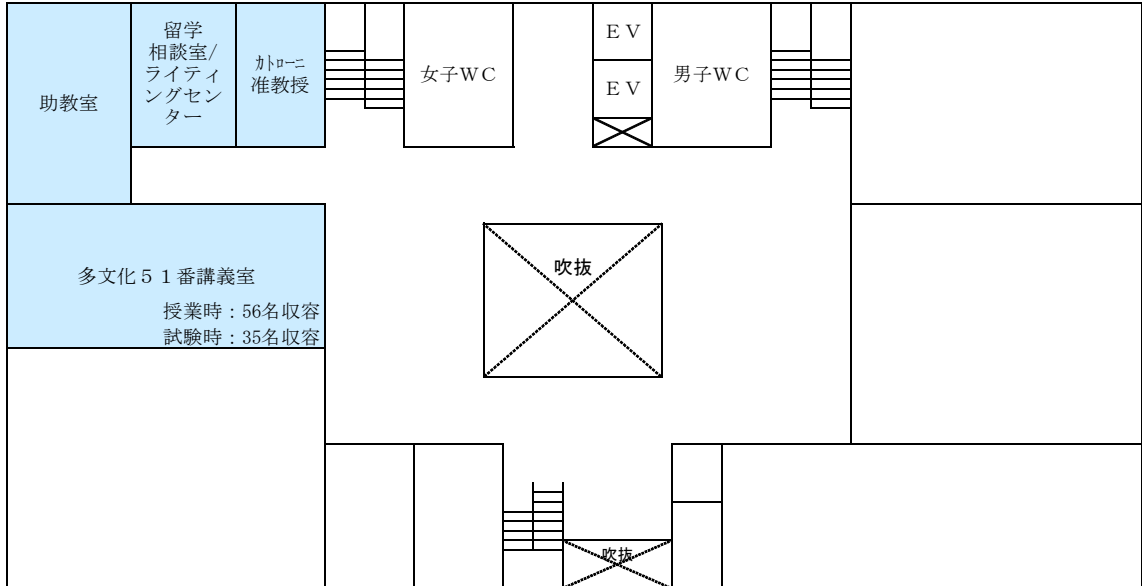 助教室
留学
相談室/
ライティ
ングセン
ター
ｶﾄﾛｰﾆ
准教授
女子ＷＣ
ＥＶ
ＥＶ
男子ＷＣ
吹抜
多文化５１番講義室
授業時：56名収容
試験時：35名収容
吹抜